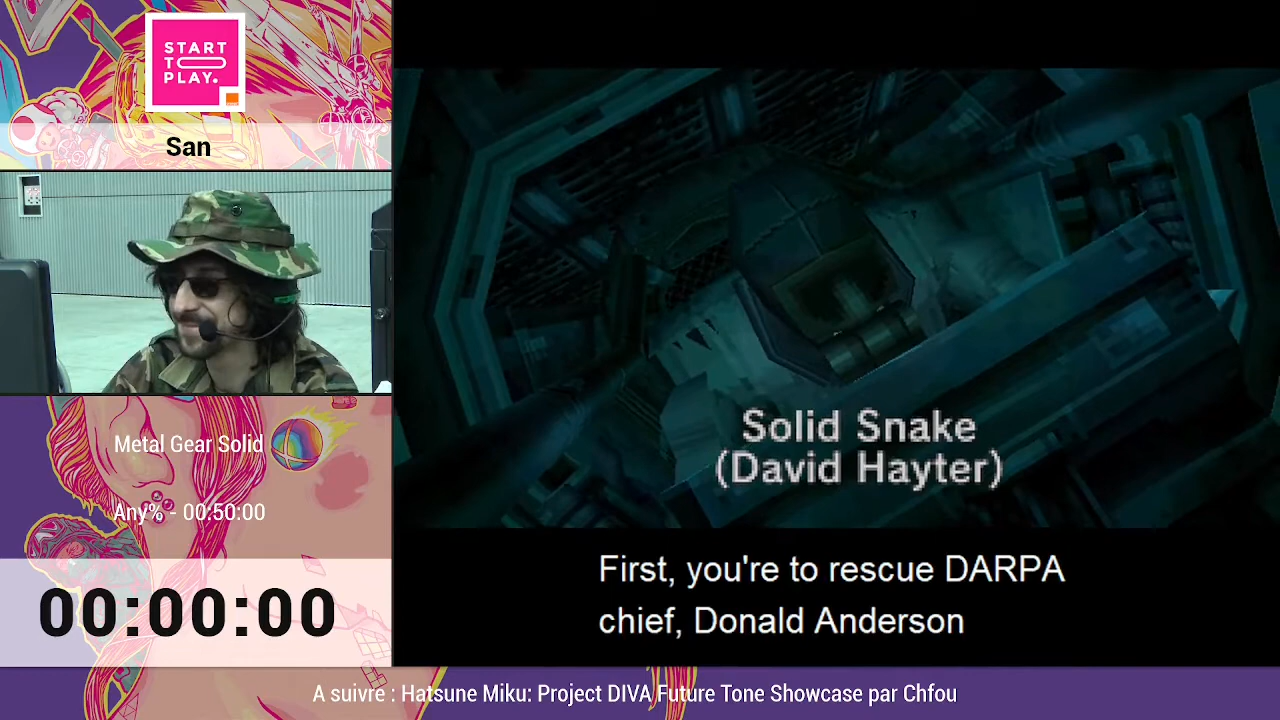 START
TO
PLAY.
San
Metal Gear Solid
Any% - 00:50:00
00:00:00
Solid Snake
(David Hayter)
First, you're to rescue DARPA
chief, Donald Anderson
A suivre : Hatsune Miku: Project DIVA Future Tone Showcase par Chfou